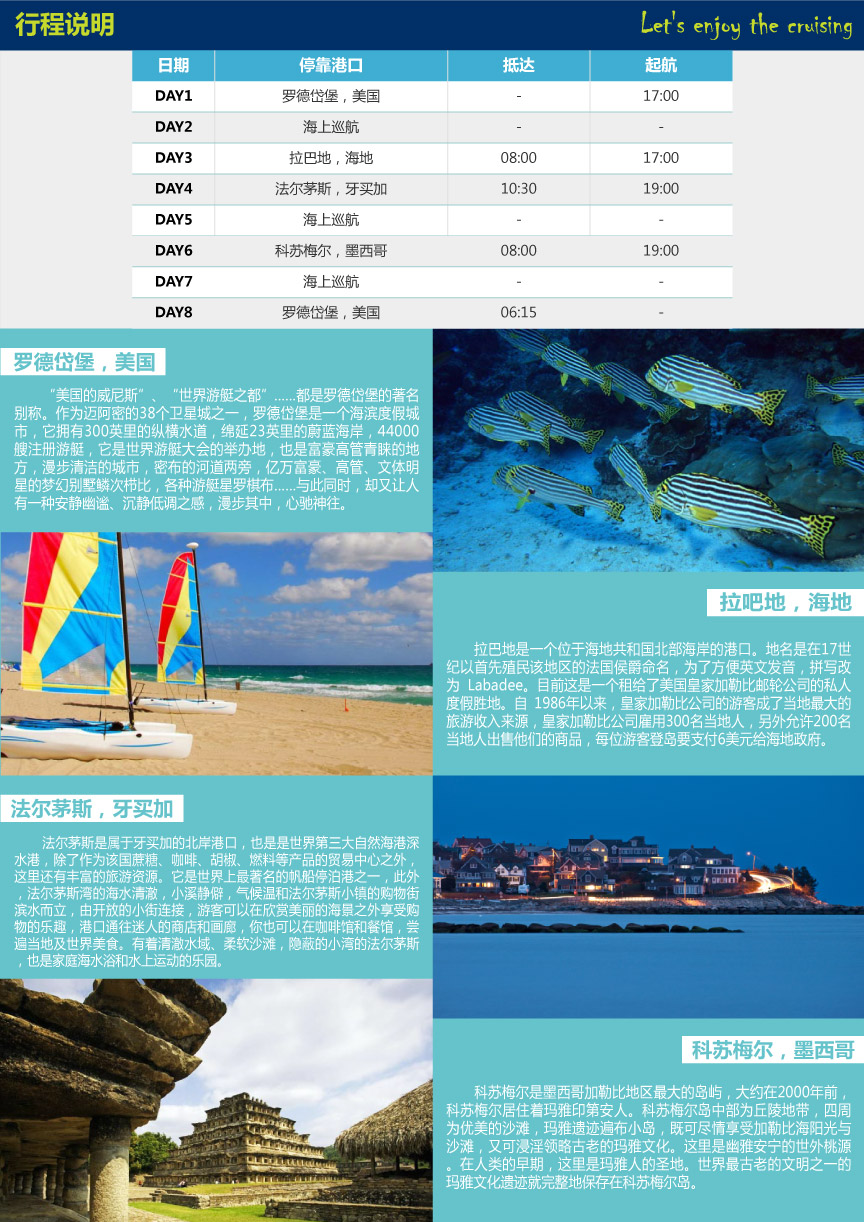 行程说明
Let's enjoy the cruising
日期 停靠港口 抵达 起航
DAY1 罗德岱堡，美国 - 17:00
DAY2 海上巡航 - -
DAY3 拉巴地，海地 08:00 17:00
DAY4 法尔茅斯，牙买加 10:30 19:00
DAY5 海上巡航 - -
DAY6 科苏梅尔，墨西哥 08:00 19:00
DAY7 海上巡航 - -
DAY8 罗德岱堡，美国 06:15 -
罗德岱堡，美国
“美国的威尼斯”、“世界游艇之都”……都是罗德岱堡的著名
别称。作为迈阿密的38个卫星城之一，罗德岱堡是一个海滨度假城
市，它拥有300英里的纵横水道，绵延23英里的蔚蓝海岸，44000
艘注册游艇，它是世界游艇大会的举办地，也是富豪高管青睐的地
方，漫步清洁的城市，密布的河道两旁，亿万富豪、高管、文体明
星的梦幻别墅鳞次栉比，各种游艇星罗棋布……与此同时，却又让人
有一种安静幽谧、沉静低调之感，漫步其中，心驰神往。
拉吧地，海地
拉巴地是一个位于海地共和国北部海岸的港口。地名是在17世
纪以首先殖民该地区的法国侯爵命名，为了方便英文发音，拼写改
为 Labadee。目前这是一个租给了美国皇家加勒比邮轮公司的私人
度假胜地。自 1986年以来，皇家加勒比的游客成了当地最大的
旅游收入来源，皇家加勒比公司雇用300名当地人，另外允许200名
当地人出售他们的商品，每位游客登岛要支付6美元给海地政府。
法尔茅斯，牙买加
法尔茅斯是属于牙买加的北岸港口，也是是世界第三大自然海港深
水港，除了作为该国蔗糖、咖啡、胡椒、燃料等产品的贸易中心之外，
这里还有丰富的旅游资源。它是世界上最著名的帆船停泊港之一，此外
，法尔茅斯湾的海水清澈，小溪静僻，气候温和法尔茅斯小镇的购物街
滨水而立，由开放的小街连接，游客可以在欣赏美丽的海景之外享受购
物的乐趣，港口通往迷人的商店和画廊，你也可以在咖啡馆和餐馆，尝
遍当地及世界美食。有着清澈水域、柔软沙滩，隐蔽的小湾的法尔茅斯
，也是家庭海水浴和水上运动的乐园。
科苏梅尔，墨西哥
科苏梅尔是墨西哥加勒比地区最大的岛屿，大约在2000年前，
科苏梅尔居住着玛雅印第安人。科苏梅尔岛中部为丘陵地带，四周
为优美的沙滩，玛雅遗迹遍布小岛，既可尽情享受加勒比海阳光与
沙滩，又可浸淫领略古老的玛雅文化。这里是幽雅安宁的世外桃源
。在人类的早期，这里是玛雅人的圣地。世界最古老的文明之一的
玛雅文化遗迹就完整地保存在科苏梅尔岛。